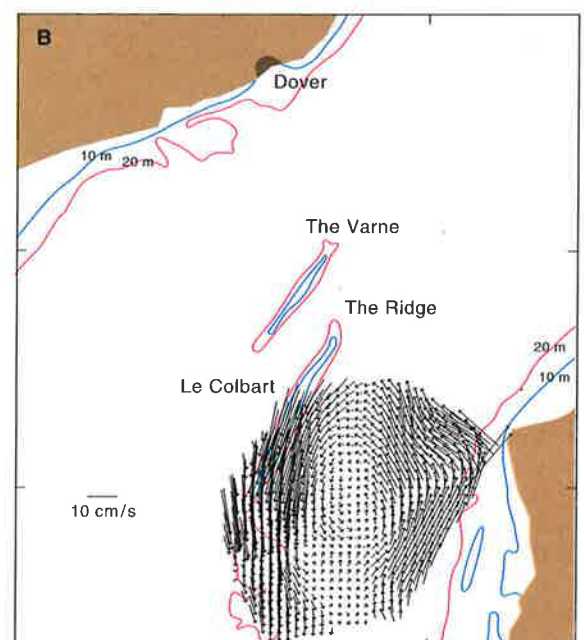 B
Dover
10 m
20 m
The Varne
The Ridge
20 m
10 m
Le Colbart
10 cm/s